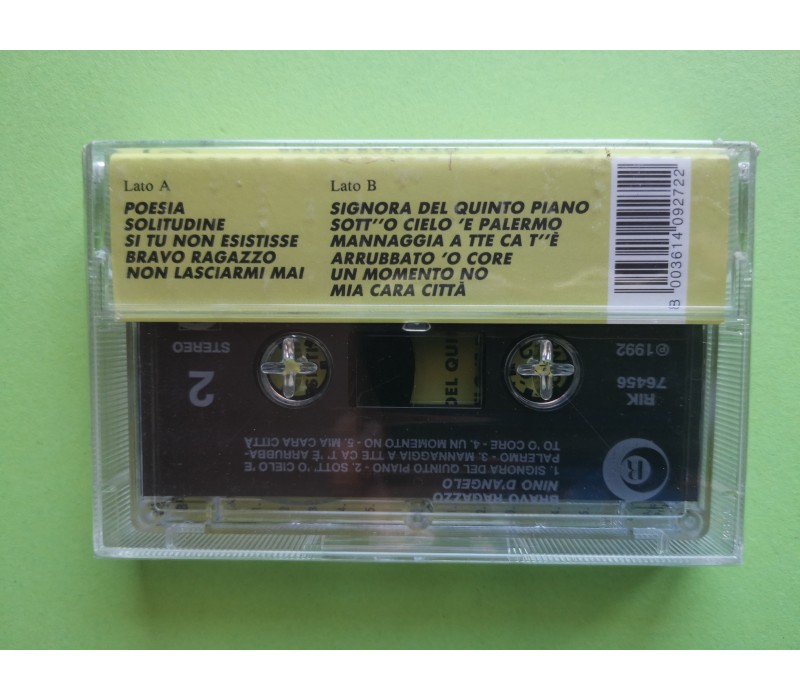 Lato A
POESIA
SOLITUDINE
SI TU NON ESISTISSE
BRAVO RAGAZZO
NON LASCIARMI MAI
Lato B
SIGNORA DEL QUINTO PIANO
SOTT''O CIELO 'E PALERMO
MANNAGGIA A TTE CA T''È
ARRUBBATO 'O CORE
UN MOMENTO NO
MIA CARA CITTÀ
8 003614 092722
BRAVO RAGAZZO
NINO D'ANGELO
1. SIGNORA DEL QUINTO PIANO - 2. SOTT' 'O CIELO 'E
PALERMO - 3. MANNAGGIA A TTE CA T' È ARRUBBA-
TO 'O CORE - 4. UN MOMENTO NO - 5. MIA CARA CITTÀ
R
RIK
76456
℗1992
2
STEREO
DEL QUI